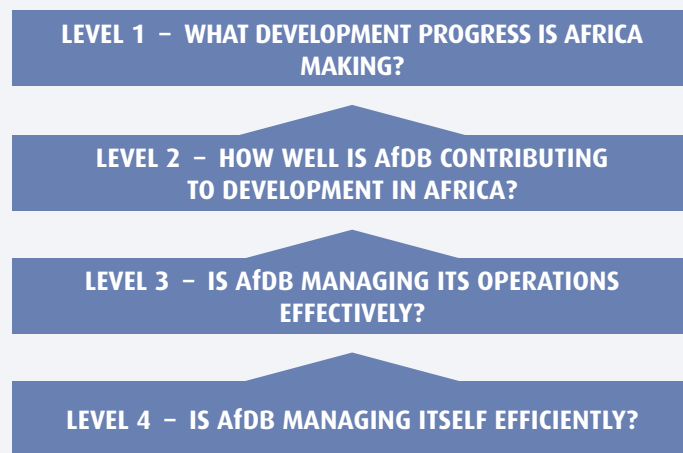 LEVEL 1 – WHAT DEVELOPMENT PROGRESS IS AFRICA
MAKING?
LEVEL 2 – HOW WELL IS AfDB CONTRIBUTING
TO DEVELOPMENT IN AFRICA?
LEVEL 3 – IS AfDB MANAGING ITS OPERATIONS
EFFECTIVELY?
LEVEL 4 – IS AfDB MANAGING ITSELF EFFICIENTLY?